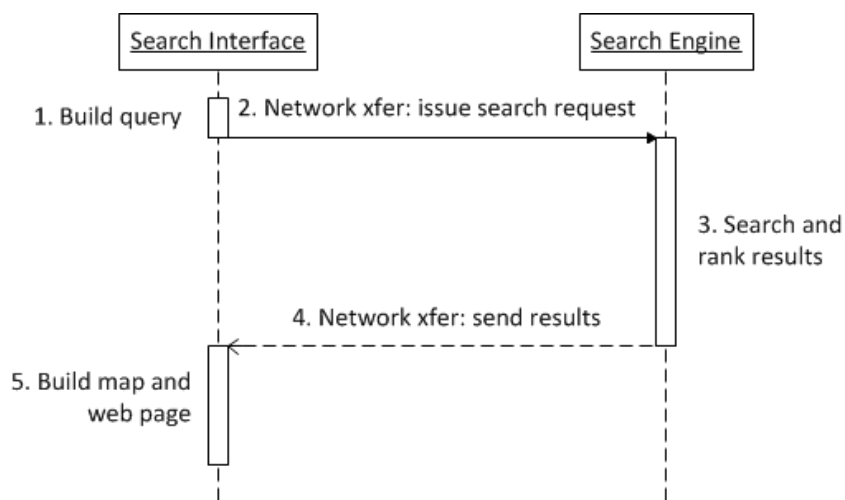 Search Interface
Search Engine
1. Build query
2. Network xfer: issue search request
3. Search and
rank results
4. Network xfer: send results
5. Build map and
web page